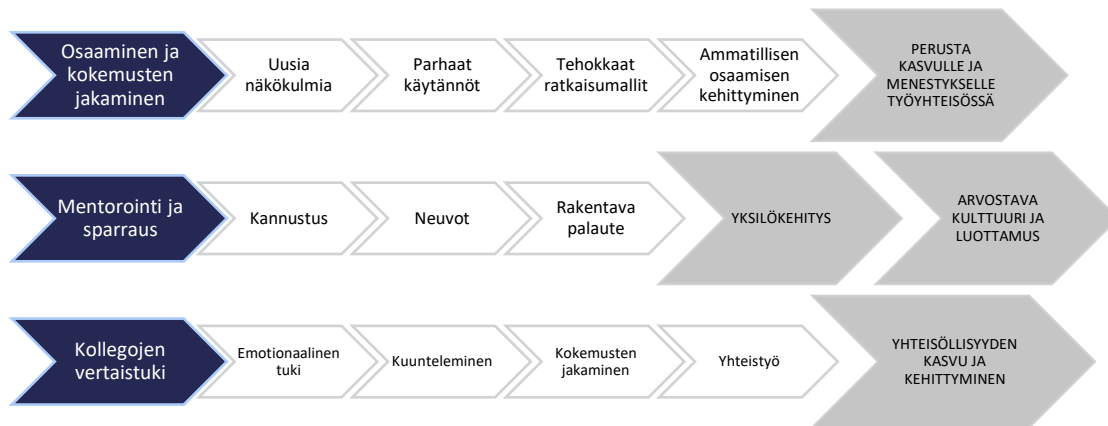 Osaaminen ja
kokemusten
jakaminen
Uusia
näkökulmia
Parhaat
käytännöt
Tehokkaat
ratkaisumallit
Ammatillisen
osaamisen
kehittyminen
PERUSTA
KASVULLE JA
MENESTYKSELLE
TYÖYHTEISÖSSÄ
Mentorointi ja
sparraus
Kannustus
Neuvot
Rakentava
palaute
YKSILÖKEHITYS
ARVOSTAVA
KULTTUURI JA
LUOTTAMUS
Kollegojen
vertaistuki
Emotionaalinen
tuki
Kuunteleminen
Kokemusten
jakaminen
Yhteistyö
YHTEISÖLLISYYDEN
KASVU JA
KEHITTYMINEN